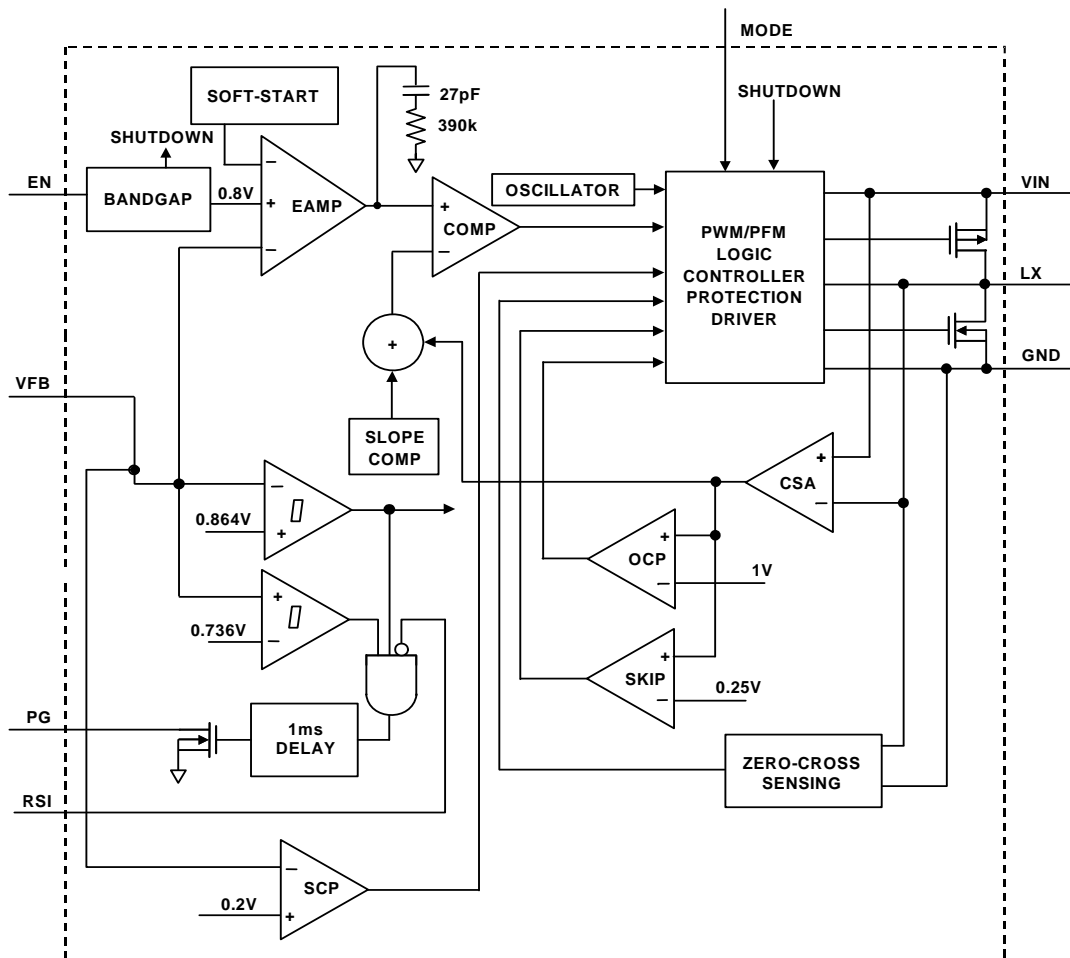 MODE
SOFT-START
27pF
390k
SHUTDOWN
SHUTDOWN
EN
BANDGAP
0.8V
−
+
−
EAMP
+
−
COMP
OSCILLATOR
PWM/PFM
LOGIC
CONTROLLER
PROTECTION
DRIVER
VIN
LX
GND
+
VFB
SLOPE
COMP
+
−
CSA
−
+
0.864V
+
−
OCP
1V
+
−
0.736V
+
−
SKIP
0.25V
PG
1ms
DELAY
ZERO-CROSS
SENSING
RSI
−
+
SCP
0.2V